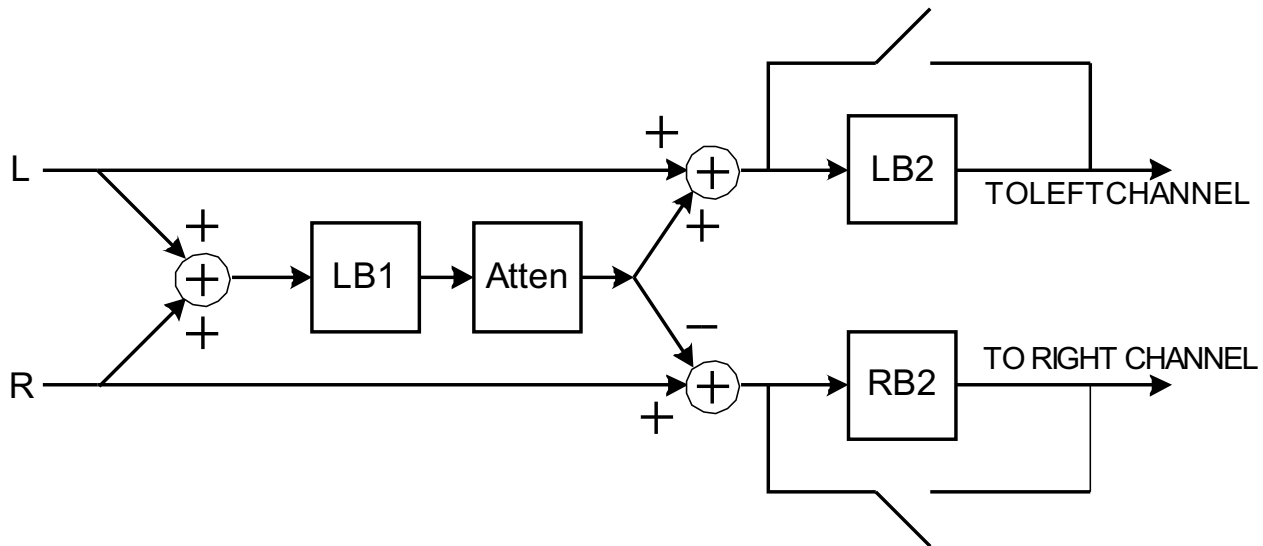 +
L
+
LB2
TOLEFTCHANNEL
+
+
+
LB1
Atten
+
−
R
+
+
RB2
TO RIGHT CHANNEL
+